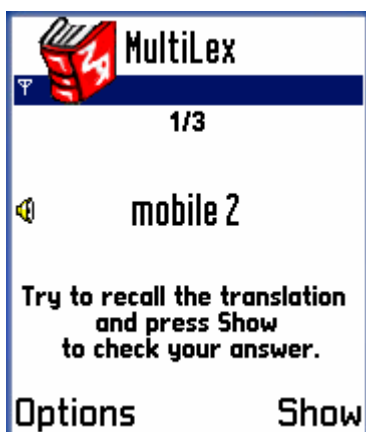 MultiLex
1/3
mobile 2
Try to recall the translation
and press Show
to check your answer.
Options Show